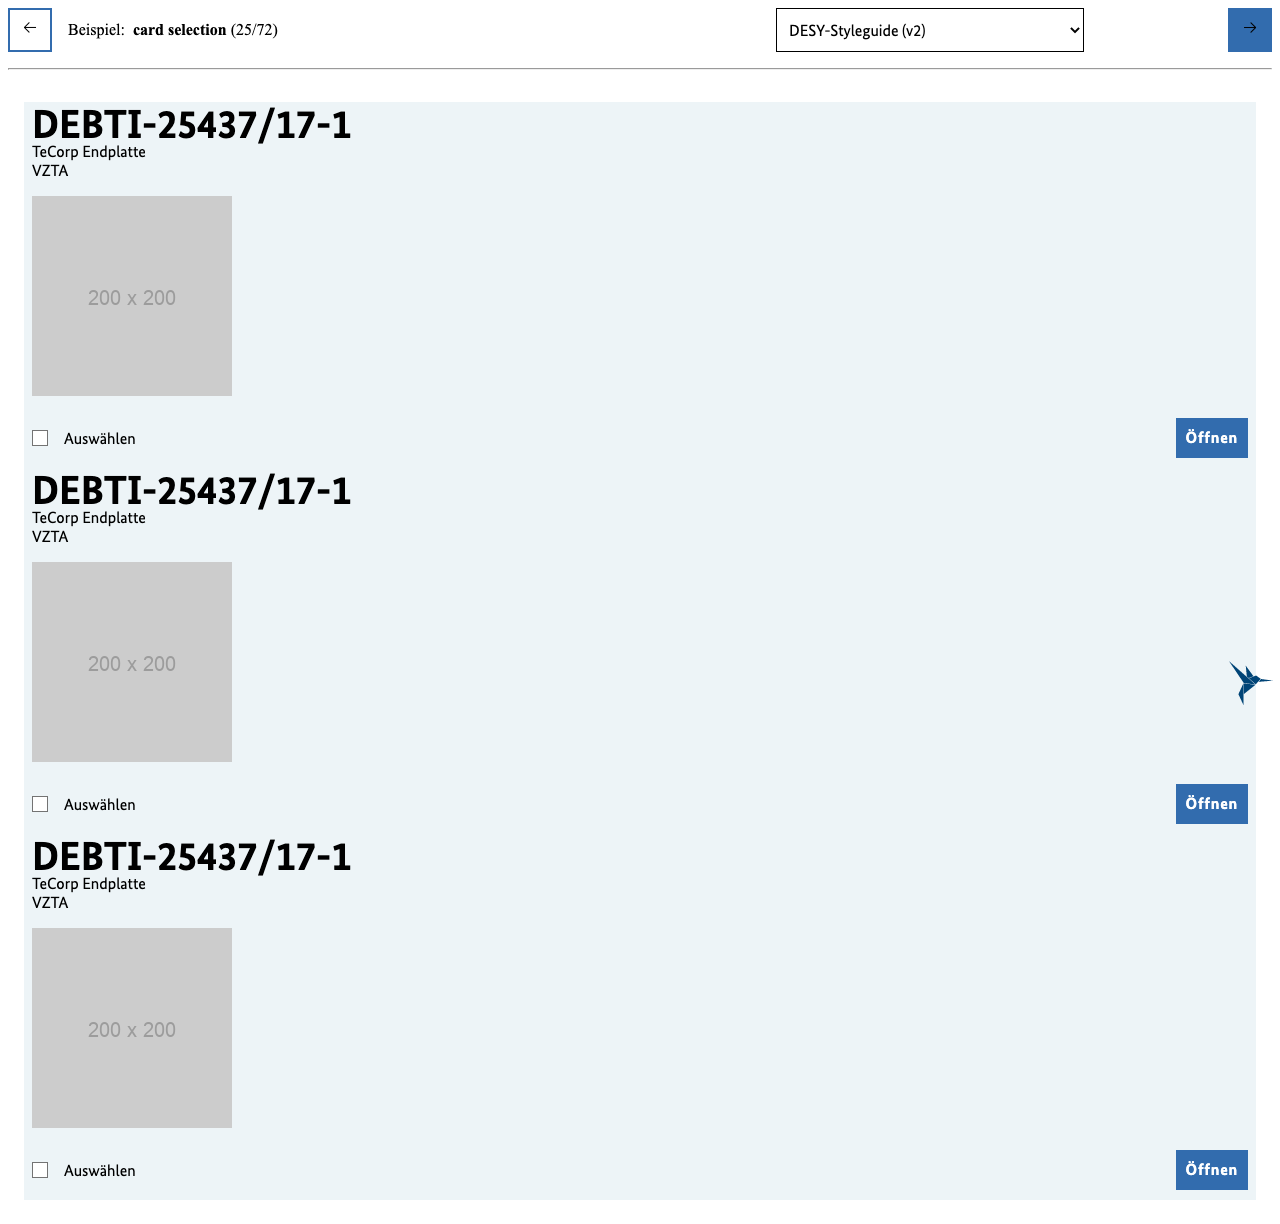 ← Beispiel: card selection (25/72) DESY-Styleguide (v2) →
DEBTI-25437/17-1
TeCorp Endplatte
VZTA
200 x 200
Auswählen Öffnen
DEBTI-25437/17-1
TeCorp Endplatte
VZTA
200 x 200
Auswählen Öffnen
DEBTI-25437/17-1
TeCorp Endplatte
VZTA
200 x 200
Auswählen Öffnen